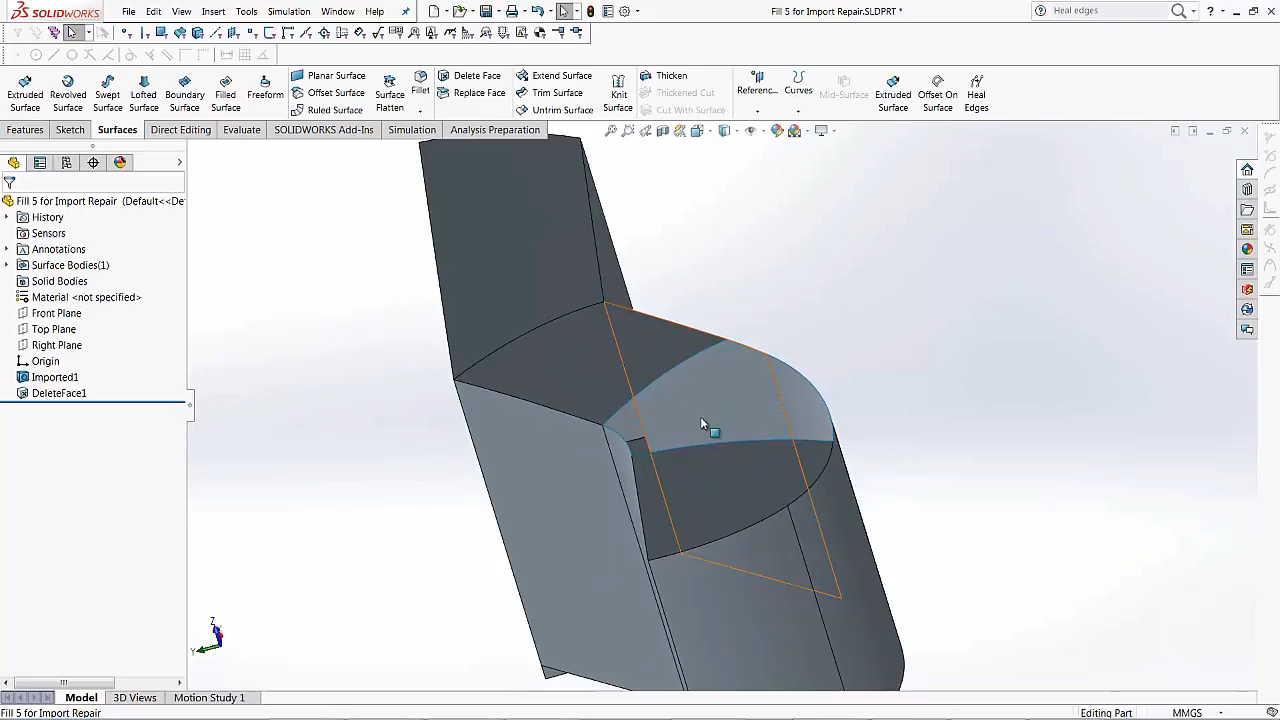 SOLIDWORKS File Edit View Insert Tools Simulation Window Help Fill 5 for Import Repair.SLDPRT * Heal edges
Extruded Surface Revolved Surface Swept Surface Lofted Surface Boundary Surface Filled Surface Freeform
Planar Surface
Offset Surface
Ruled Surface
Surface Flatten
Fillet
Delete Face
Replace Face
Extend Surface
Trim Surface
Untrim Surface
Knit Surface
Thicken
Thickened Cut
Cut With Surface
Referenc...
Curves
Mid-Surface
Extruded Surface
Offset On Surface
Heal Edges
Features Sketch Surfaces Direct Editing Evaluate SOLIDWORKS Add-Ins Simulation Analysis Preparation
Fill 5 for Import Repair (Default<<De
History
Sensors
Annotations
Surface Bodies(1)
Solid Bodies
Material <not specified>
Front Plane
Top Plane
Right Plane
Origin
Imported1
DeleteFace1
Z
Y
Model 3D Views Motion Study 1
Fill 5 for Import Repair Editing Part MMGS